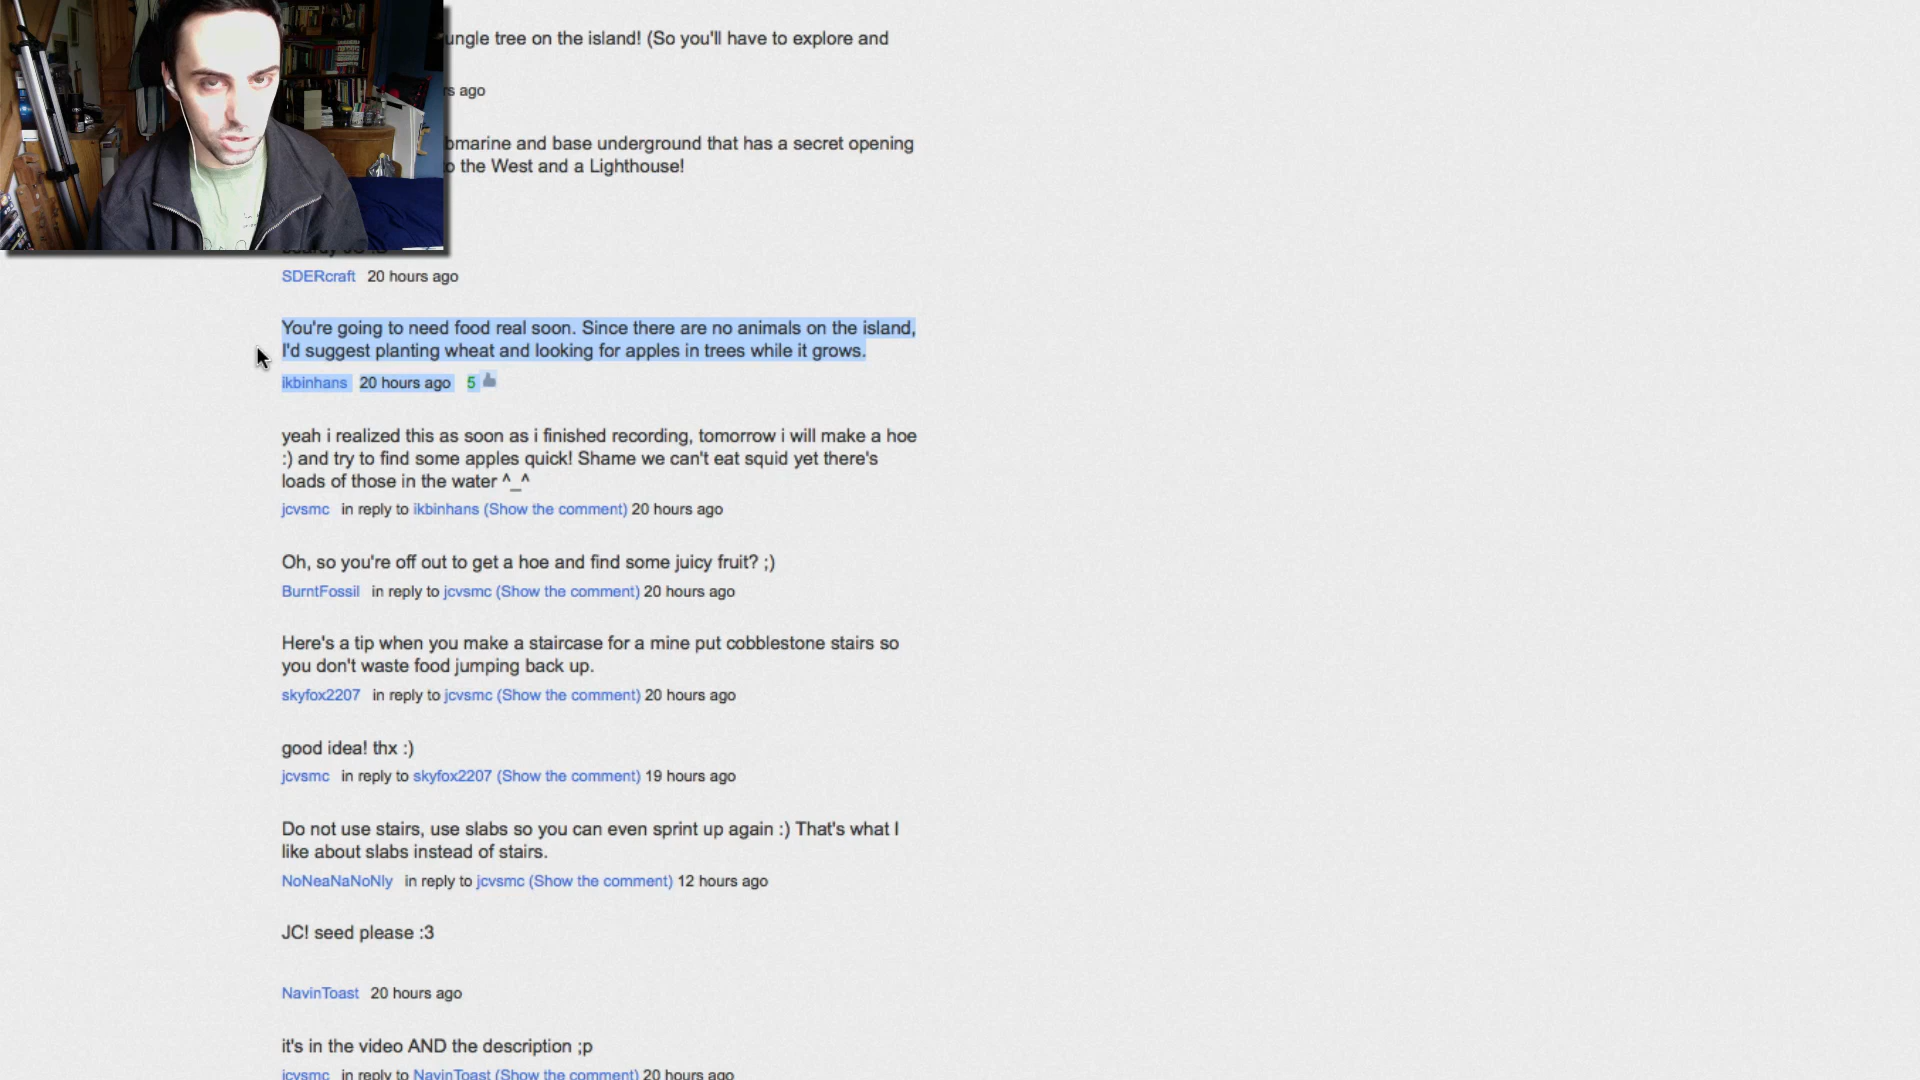 ungle tree on the island! (So you'll have to explore and
s ago
marine and base underground that has a secret opening
the West and a Lighthouse!
SDERcraft 20 hours ago
You're going to need food real soon. Since there are no animals on the island,
I'd suggest planting wheat and looking for apples in trees while it grows.
ikbinhans 20 hours ago 5
yeah i realized this as soon as i finished recording, tomorrow i will make a hoe
:) and try to find some apples quick! Shame we can't eat squid yet there's
loads of those in the water ^_^
jcvsmc in reply to ikbinhans (Show the comment) 20 hours ago
Oh, so you're off out to get a hoe and find some juicy fruit? ;)
BurntFossil in reply to jcvsmc (Show the comment) 20 hours ago
Here's a tip when you make a staircase for a mine put cobblestone stairs so
you don't waste food jumping back up.
skyfox2207 in reply to jcvsmc (Show the comment) 20 hours ago
good idea! thx :)
jcvsmc in reply to skyfox2207 (Show the comment) 19 hours ago
Do not use stairs, use slabs so you can even sprint up again :) That's what I
like about slabs instead of stairs.
NoNeaNaNoNly in reply to jcvsmc (Show the comment) 12 hours ago
JC! seed please :3
NavinToast 20 hours ago
it's in the video AND the description ;p
jcvsmc in reply to NavinToast (Show the comment) 20 hours ago